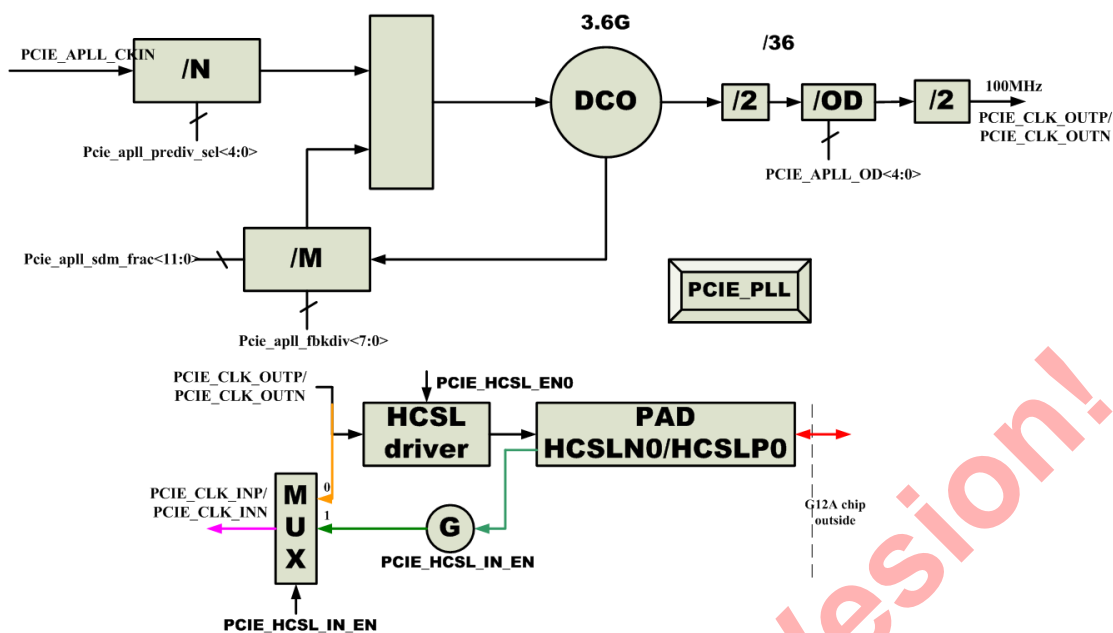 3.6G
/36
PCIE_APLL_CKIN
/N
DCO
/2
/OD
/2
100MHz
PCIE_CLK_OUTP/
PCIE_CLK_OUTN
Pcie_apll_prediv_sel<4:0>
PCIE_APLL_OD<4:0>
Pcie_apll_sdm_frac<11:0>
/M
PCIE_PLL
Pcie_apll_fbkdiv<7:0>
PCIE_CLK_OUTP/
PCIE_CLK_OUTN
PCIE_HCSL_EN0
HCSL
driver
PAD
HCSLN0/HCSLP0
PCIE_CLK_INP/
PCIE_CLK_INN
M
U
X
0
1
G
PCIE_HCSL_IN_EN
G12A chip
outside
PCIE_HCSL_IN_EN
Vesion!